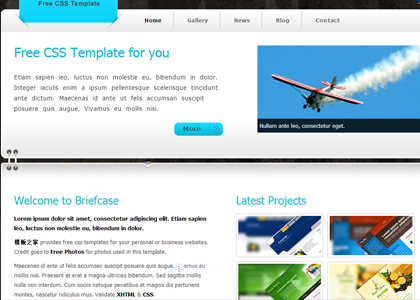 Free CSS Template
Home
Gallery
News
Blog
Contact
Free CSS Template for you
Etiam sapien leo, luctus non molestie eu, bibendum in dolor.
Integer iaculis enim a ipsum pellentesque scelerisque tincidunt
ante dictum. Maecenas id ante ut felis accumsan suscipit
posuere quis augue. Vivamus eu mollis nisi.
More
Nullam ante leo, consectetur eget.
Welcome to Briefcase
Lorem ipsum dolor sit amet, consectetur adipiscing elit. Etiam sapien
leo, luctus non molestie eu, bibendum in dolor.
模板之家 provides free css templates for your personal or business websites.
Credit goes to Free Photos for photos used in this template.
Maecenas id ante ut felis accumsan suscipit posuere quis augue. Vivamus eu mollis
nisi. Praesent at erat a magna ultricies bibendum. Sed sagittis mollis
nulla non interdum. Cum sociis natoque penatibus et magnis dis parturient
montes, nascetur ridiculus mus. Validate XHTML & CSS.
Latest Projects